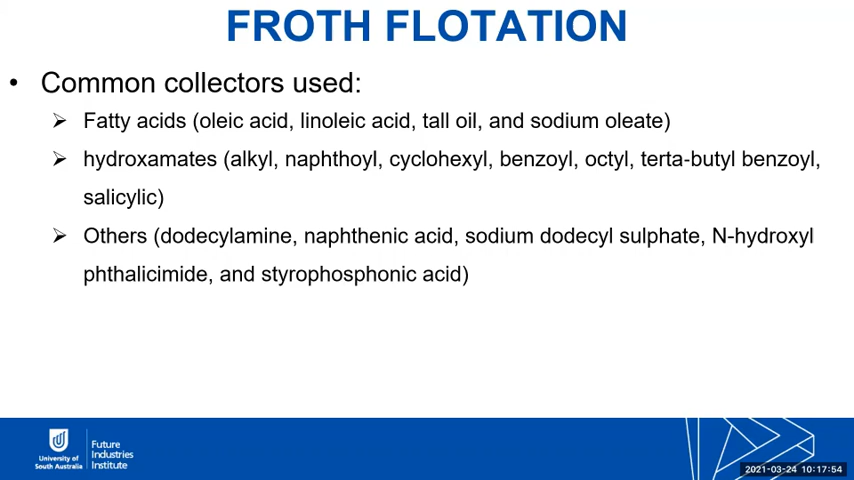 FROTH FLOTATION
• Common collectors used:
➢ Fatty acids (oleic acid, linoleic acid, tall oil, and sodium oleate)
➢ hydroxamates (alkyl, naphthoyl, cyclohexyl, benzoyl, octyl, terta-butyl benzoyl,
salicylic)
➢ Others (dodecylamine, naphthenic acid, sodium dodecyl sulphate, N-hydroxyl
phthalicimide, and styrophosphonic acid)
University of
South Australia
Future
Industries
Institute
2021-03-24 10:17:54